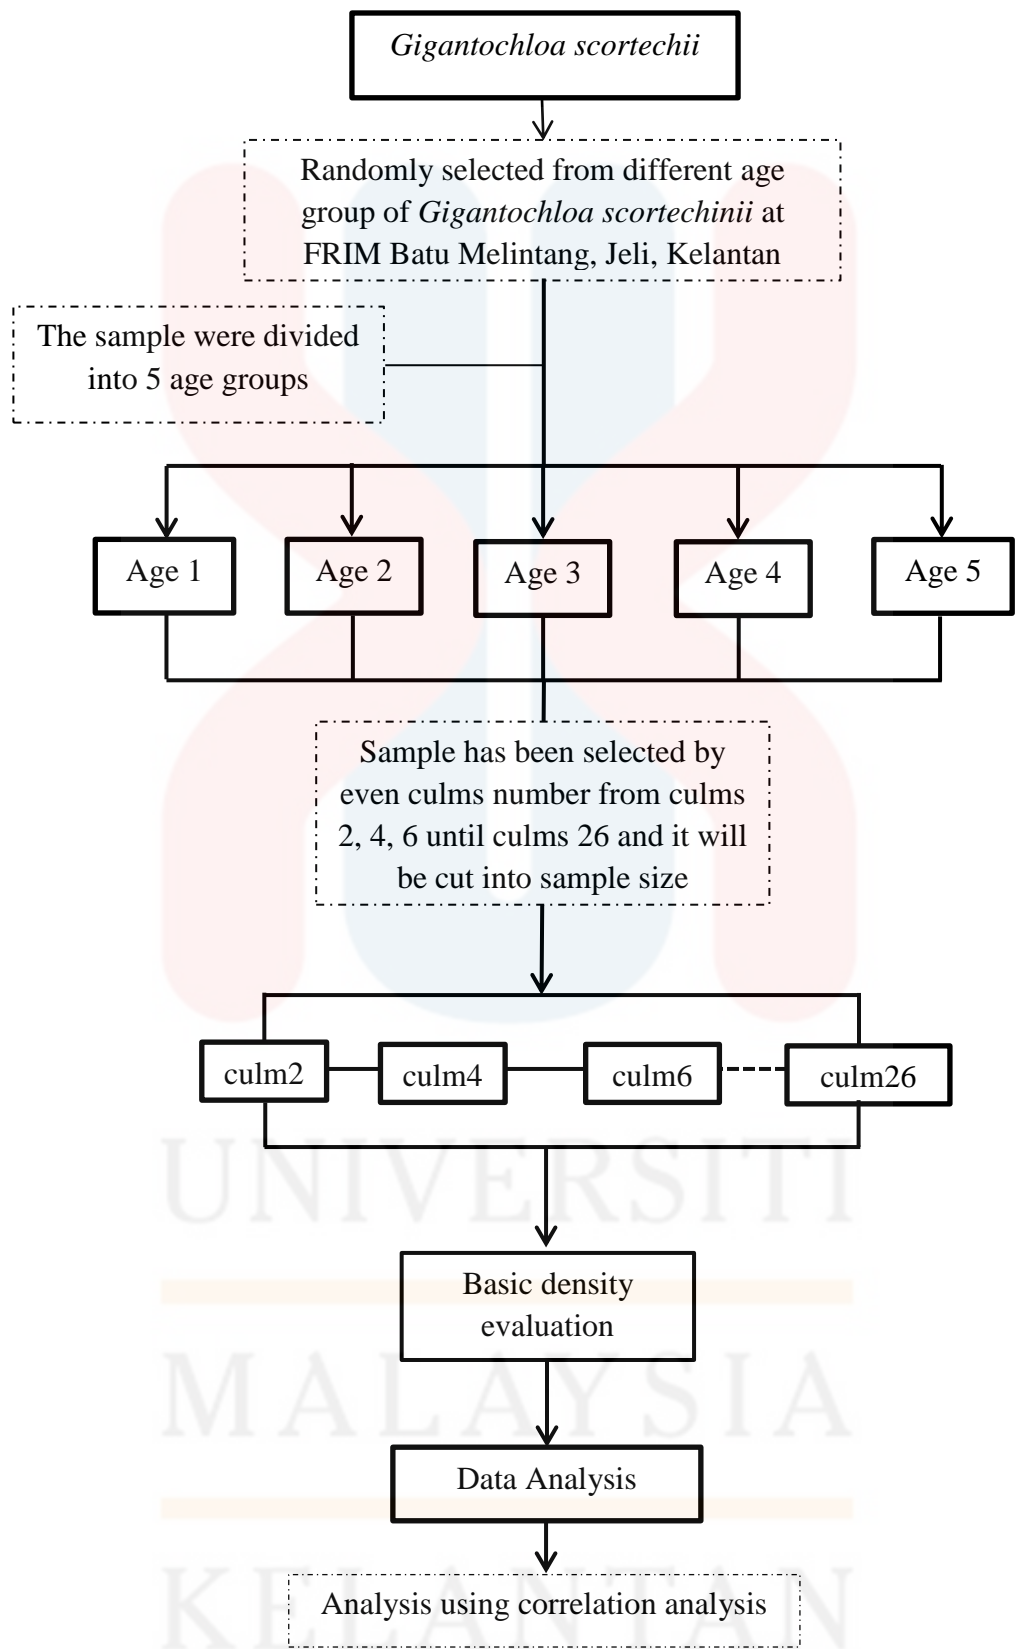 Gigantochloa scortechii
Randomly selected from different age
group of Gigantochloa scortechinii at
FRIM Batu Melintang, Jeli, Kelantan
The sample were divided
into 5 age groups
Age 1
Age 2
Age 3
Age 4
Age 5
Sample has been selected by
even culms number from culms
2, 4, 6 until culms 26 and it will
be cut into sample size
culm2
culm4
culm6
culm26
UNIVERSITI
Basic density
evaluation
MALAYSIA
Data Analysis
KELANTAN
Analysis using correlation analysis